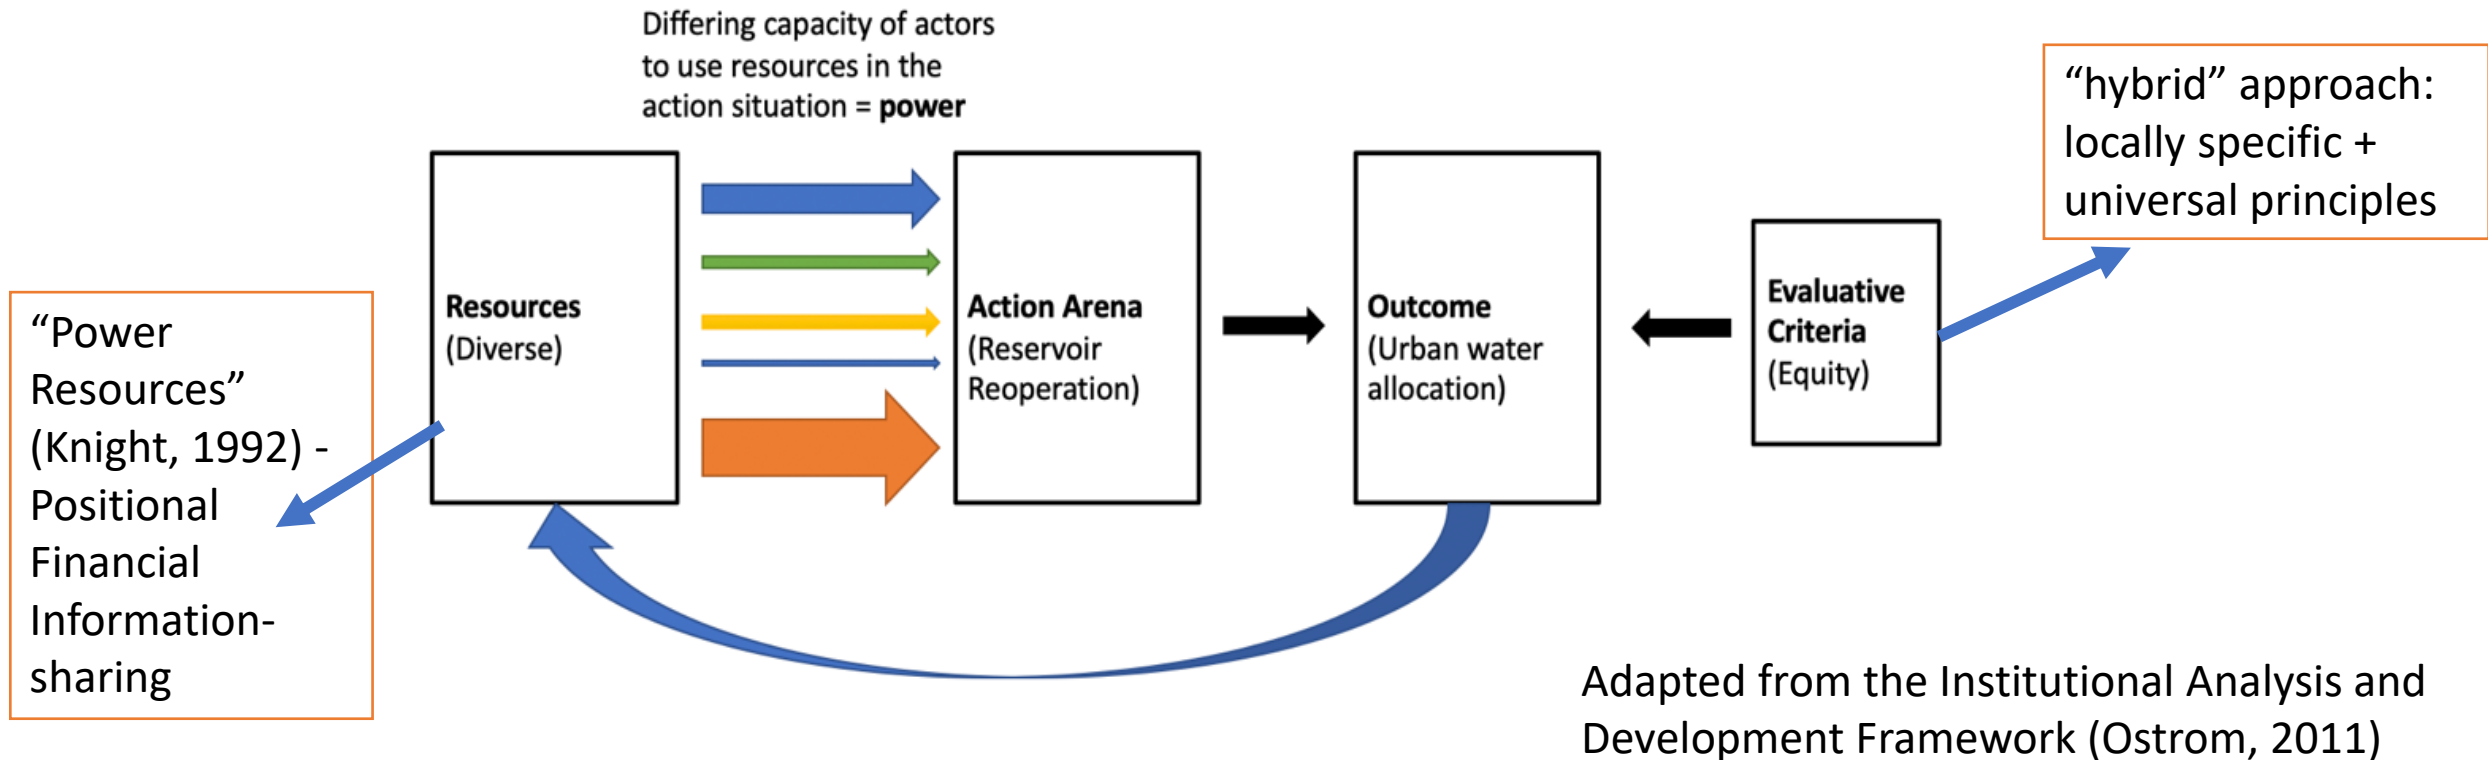 Differing capacity of actors
to use resources in the
action situation = power
“hybrid” approach:
locally specific +
universal principles
“Power
Resources”
(Knight, 1992) -
Positional
Financial
Information-
sharing
Resources
(Diverse)
Action Arena
(Reservoir
Reoperation)
Outcome
(Urban water
allocation)
Evaluative
Criteria
(Equity)
Adapted from the Institutional Analysis and
Development Framework (Ostrom, 2011)